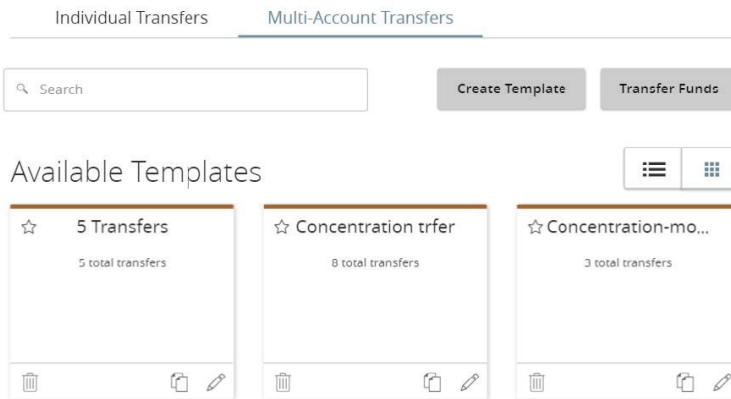 Individual Transfers Multi-Account Transfers
Search Create Template Transfer Funds
Available Templates
5 Transfers Concentration trfer Concentration-mo...
5 total transfers 8 total transfers 3 total transfers